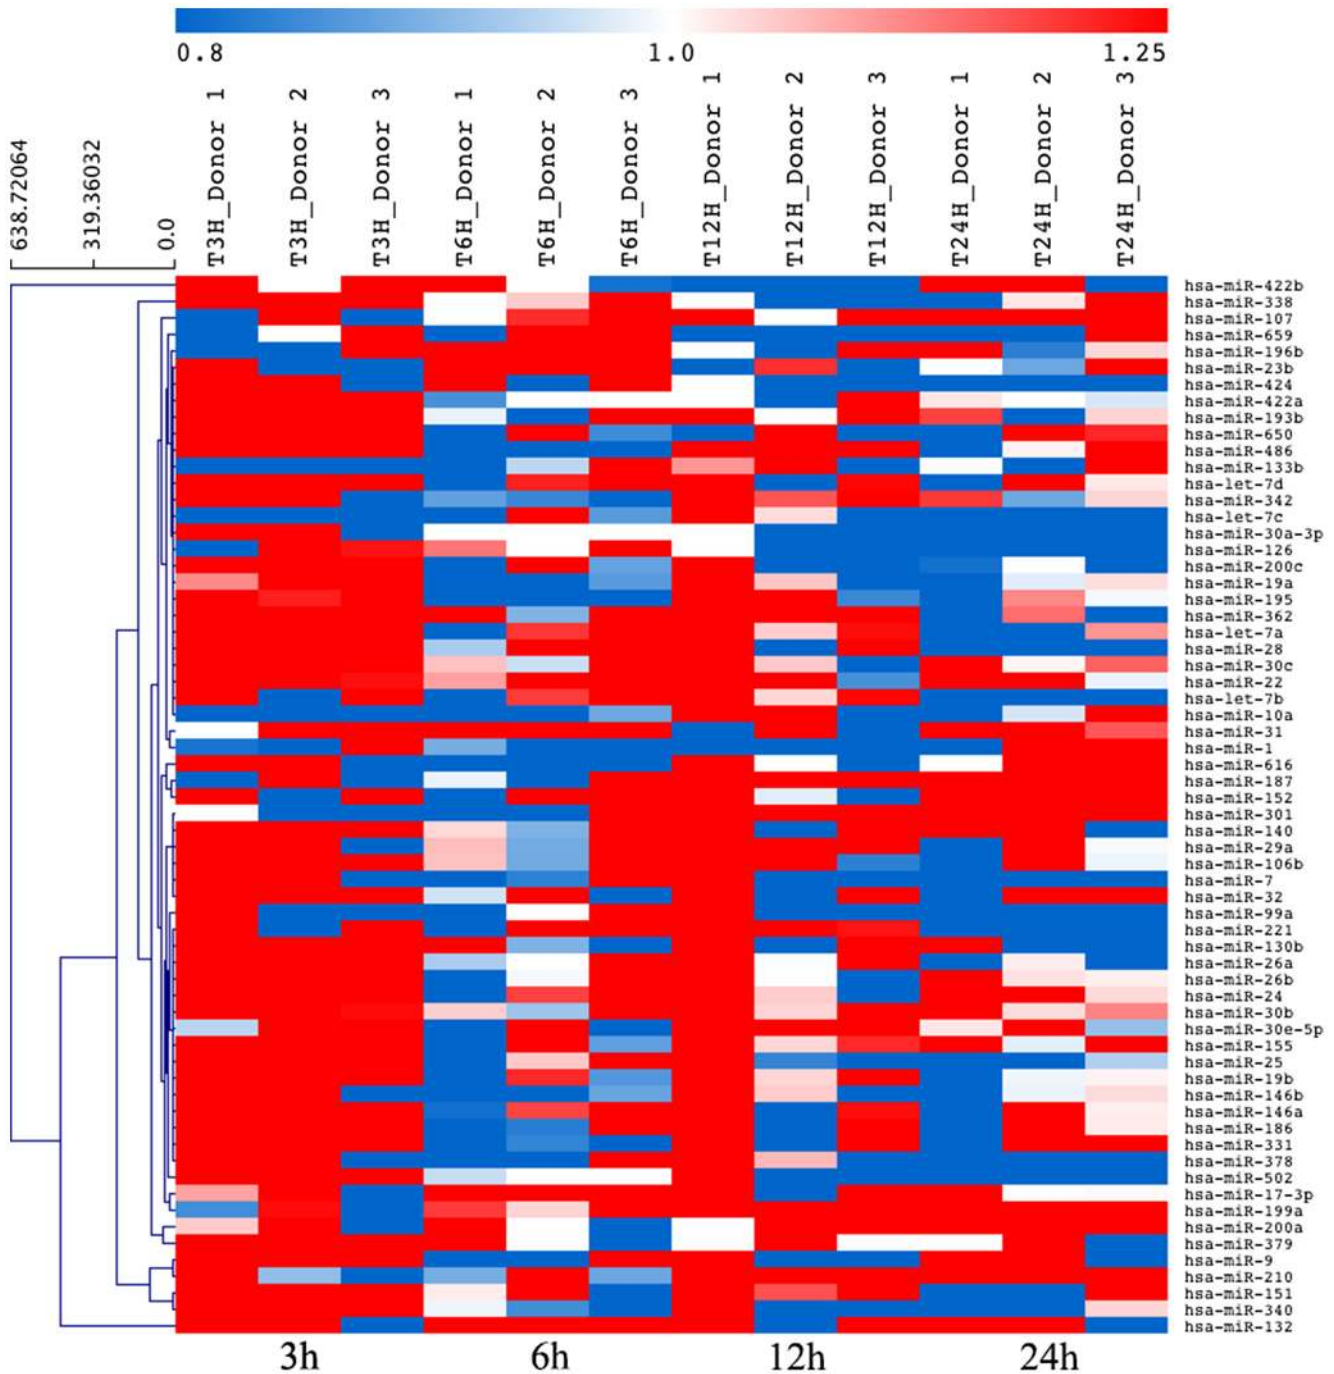 0.8 1.0 1.25
638.72064
319.36032
0.0
T3H_Donor 1
T3H_Donor 2
T3H_Donor 3
T6H_Donor 1
T6H_Donor 2
T6H_Donor 3
T12H_Donor 1
T12H_Donor 2
T12H_Donor 3
T24H_Donor 1
T24H_Donor 2
T24H_Donor 3
hsa-miR-422b
hsa-miR-338
hsa-miR-107
hsa-miR-659
hsa-miR-196b
hsa-miR-23b
hsa-miR-424
hsa-miR-422a
hsa-miR-193b
hsa-miR-650
hsa-miR-486
hsa-miR-133b
hsa-let-7d
hsa-miR-342
hsa-let-7c
hsa-miR-30a-3p
hsa-miR-126
hsa-miR-200c
hsa-miR-19a
hsa-miR-195
hsa-miR-362
hsa-let-7a
hsa-miR-28
hsa-miR-30c
hsa-miR-22
hsa-let-7b
hsa-miR-10a
hsa-miR-31
hsa-miR-1
hsa-miR-616
hsa-miR-187
hsa-miR-152
hsa-miR-301
hsa-miR-140
hsa-miR-29a
hsa-miR-106b
hsa-miR-7
hsa-miR-32
hsa-miR-99a
hsa-miR-221
hsa-miR-130b
hsa-miR-26a
hsa-miR-26b
hsa-miR-24
hsa-miR-30b
hsa-miR-30e-5p
hsa-miR-155
hsa-miR-25
hsa-miR-19b
hsa-miR-146b
hsa-miR-146a
hsa-miR-186
hsa-miR-331
hsa-miR-378
hsa-miR-502
hsa-miR-17-3p
hsa-miR-199a
hsa-miR-200a
hsa-miR-379
hsa-miR-9
hsa-miR-210
hsa-miR-151
hsa-miR-340
hsa-miR-132
3h 6h 12h 24h